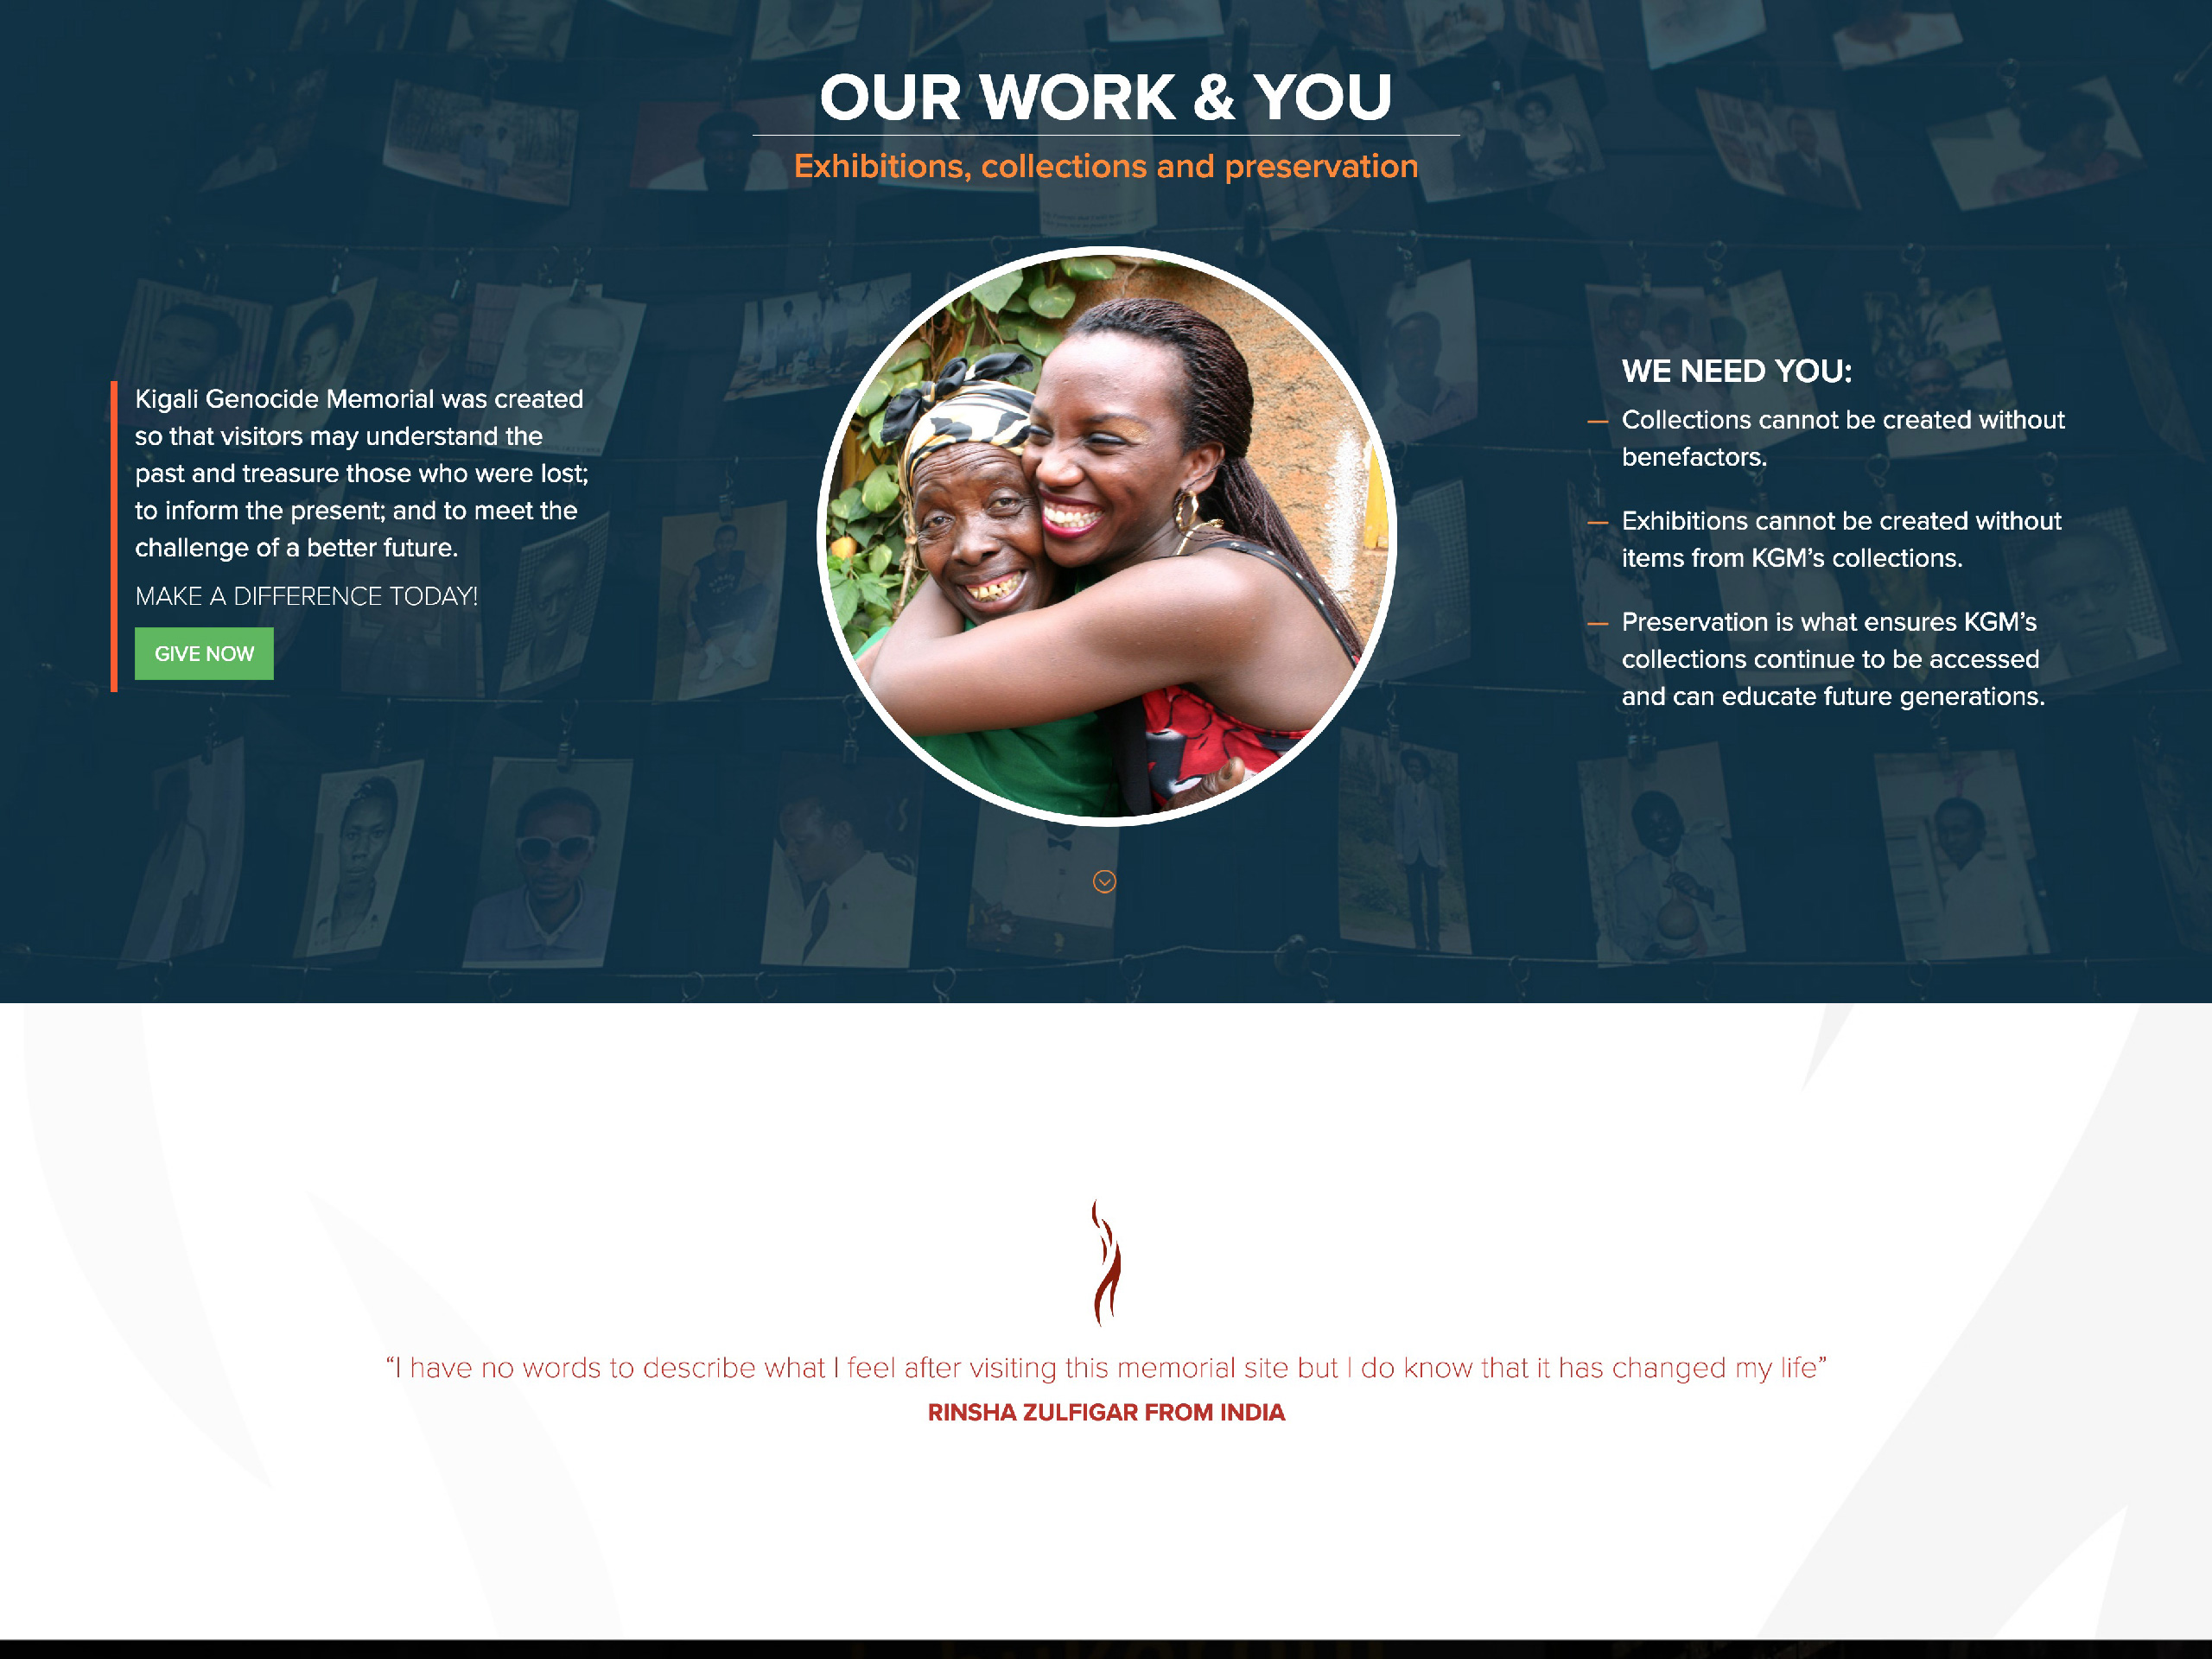 OUR WORK & YOU
Exhibitions, collections and preservation
Kigali Genocide Memorial was created
so that visitors may understand the
past and treasure those who were lost;
to inform the present; and to meet the
challenge of a better future.
MAKE A DIFFERENCE TODAY!
GIVE NOW
WE NEED YOU:
— Collections cannot be created without
benefactors.
— Exhibitions cannot be created without
items from KGM’s collections.
— Preservation is what ensures KGM’s
collections continue to be accessed
and can educate future generations.
“I have no words to describe what I feel after visiting this memorial site but I do know that it has changed my life”
RINSHA ZULFIGAR FROM INDIA